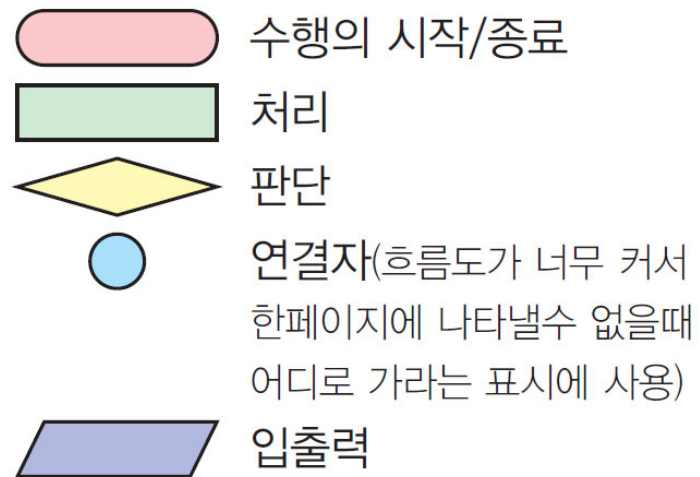 수행의 시작/종료
처리
판단
연결자(흐름도가 너무 커서
한페이지에 나타낼수 없을때
어디로 가라는 표시에 사용)
입출력